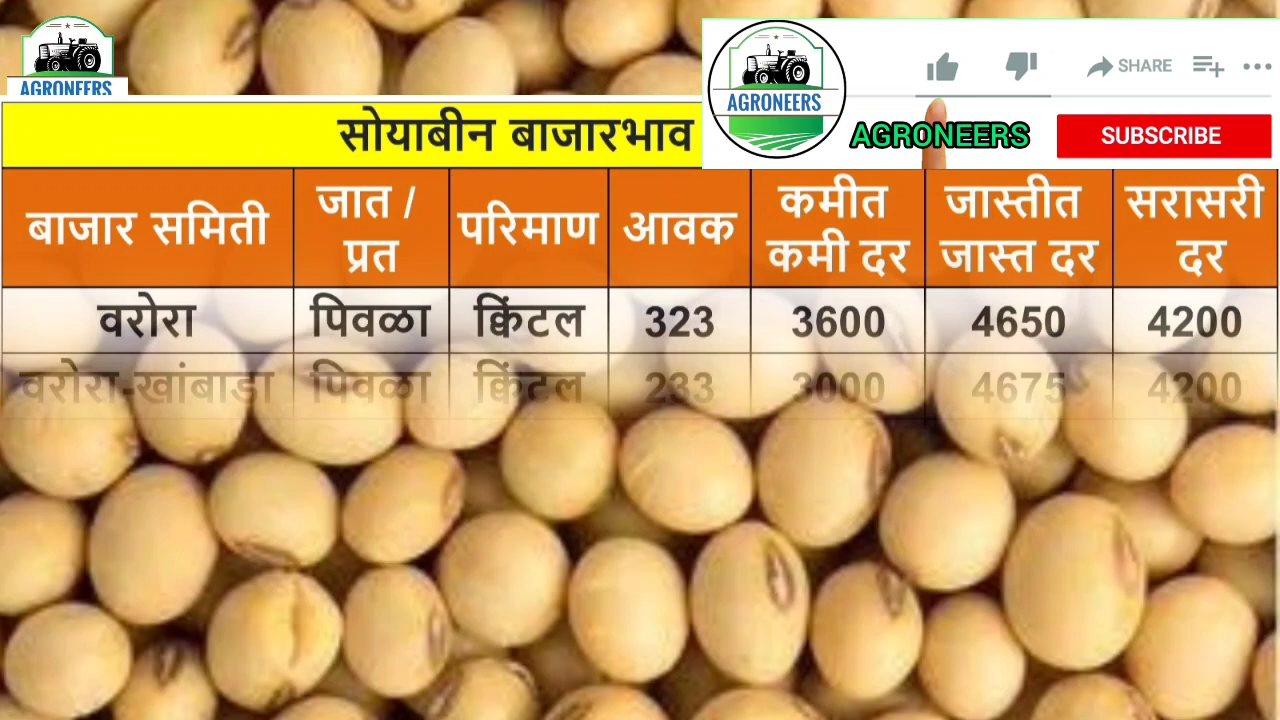 AGRONEERS
AGRONEERS
SHARE
AGRONEERS
SUBSCRIBE
सोयाबीन बाजारभाव
बाजार समिती जात / प्रत परिमाण आवक कमीत कमी दर जास्तीत जास्त दर सरासरी दर
वरोरा पिवळा क्विंटल 323 3600 4650 4200
वरोरा-खांबाडा पिवळा क्विंटल 233 3000 4675 4200